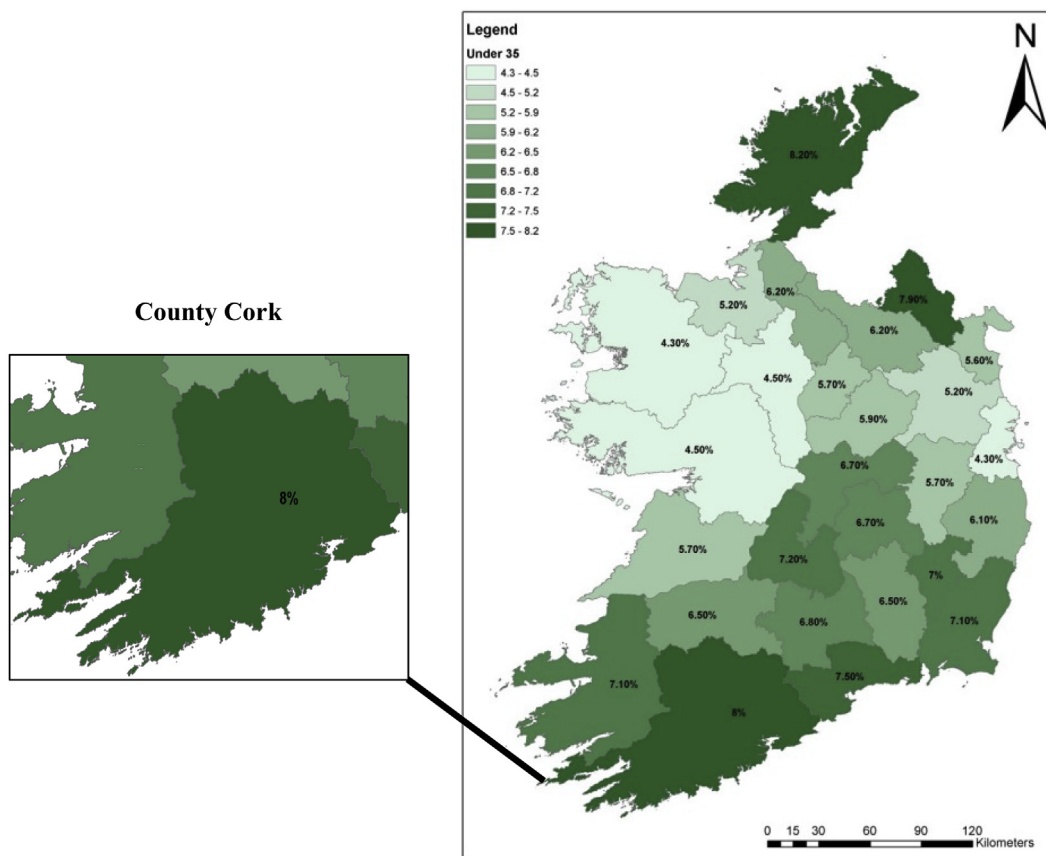 County Cork
8%
Legend
Under 35
4.3 - 4.5
4.5 - 5.2
5.2 - 5.9
5.9 - 6.2
6.2 - 6.5
6.5 - 6.8
6.8 - 7.2
7.2 - 7.5
7.5 - 8.2
N
8.20%
6.20%
5.20%
7.90%
6.20%
4.30%
5.60%
4.50%
5.70%
5.20%
5.90%
4.50%
4.30%
6.70%
5.70%
6.70%
6.10%
5.70%
7.20%
7%
6.50%
6.50%
6.80%
7.10%
7.50%
7.10%
8%
0 15 30 60 90 120
Kilometers